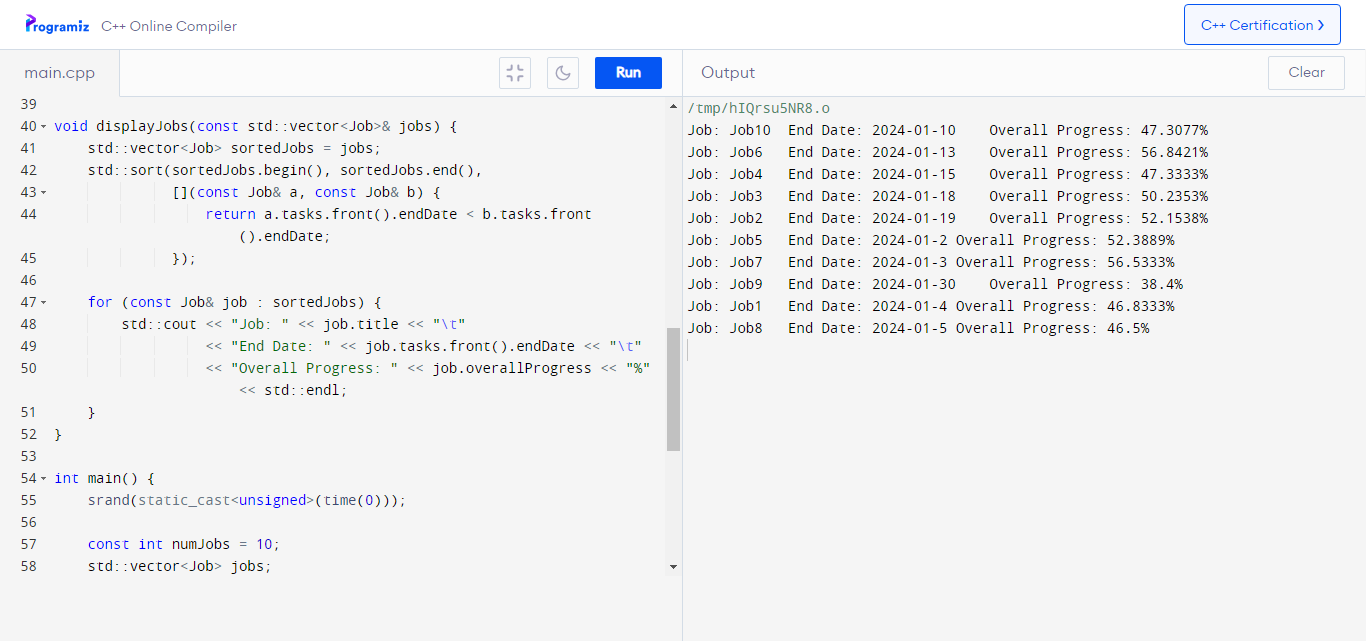 Programiz C++ Online Compiler
C++ Certification
main.cpp
Run
39
40 void displayJobs(const std::vector<Job>& jobs) {
41 std::vector<Job> sortedJobs = jobs;
42 std::sort(sortedJobs.begin(), sortedJobs.end(),
43 [](const Job& a, const Job& b) {
44 return a.tasks.front().endDate < b.tasks.front
().endDate;
45 });
46
47 for (const Job& job : sortedJobs) {
48 std::cout << "Job: " << job.title << "\t"
49 << "End Date: " << job.tasks.front().endDate << "\t"
50 << "Overall Progress: " << job.overallProgress << "%"
<< std::endl;
51 }
52 }
53
54 int main() {
55 srand(static_cast<unsigned>(time(0)));
56
57 const int numJobs = 10;
58 std::vector<Job> jobs;
Output
Clear
/tmp/hIQrsu5NR8.o
Job: Job10 End Date: 2024-01-10 Overall Progress: 47.3077%
Job: Job6 End Date: 2024-01-13 Overall Progress: 56.8421%
Job: Job4 End Date: 2024-01-15 Overall Progress: 47.3333%
Job: Job3 End Date: 2024-01-18 Overall Progress: 50.2353%
Job: Job2 End Date: 2024-01-19 Overall Progress: 52.1538%
Job: Job5 End Date: 2024-01-2 Overall Progress: 52.3889%
Job: Job7 End Date: 2024-01-3 Overall Progress: 56.5333%
Job: Job9 End Date: 2024-01-30 Overall Progress: 38.4%
Job: Job1 End Date: 2024-01-4 Overall Progress: 46.8333%
Job: Job8 End Date: 2024-01-5 Overall Progress: 46.5%